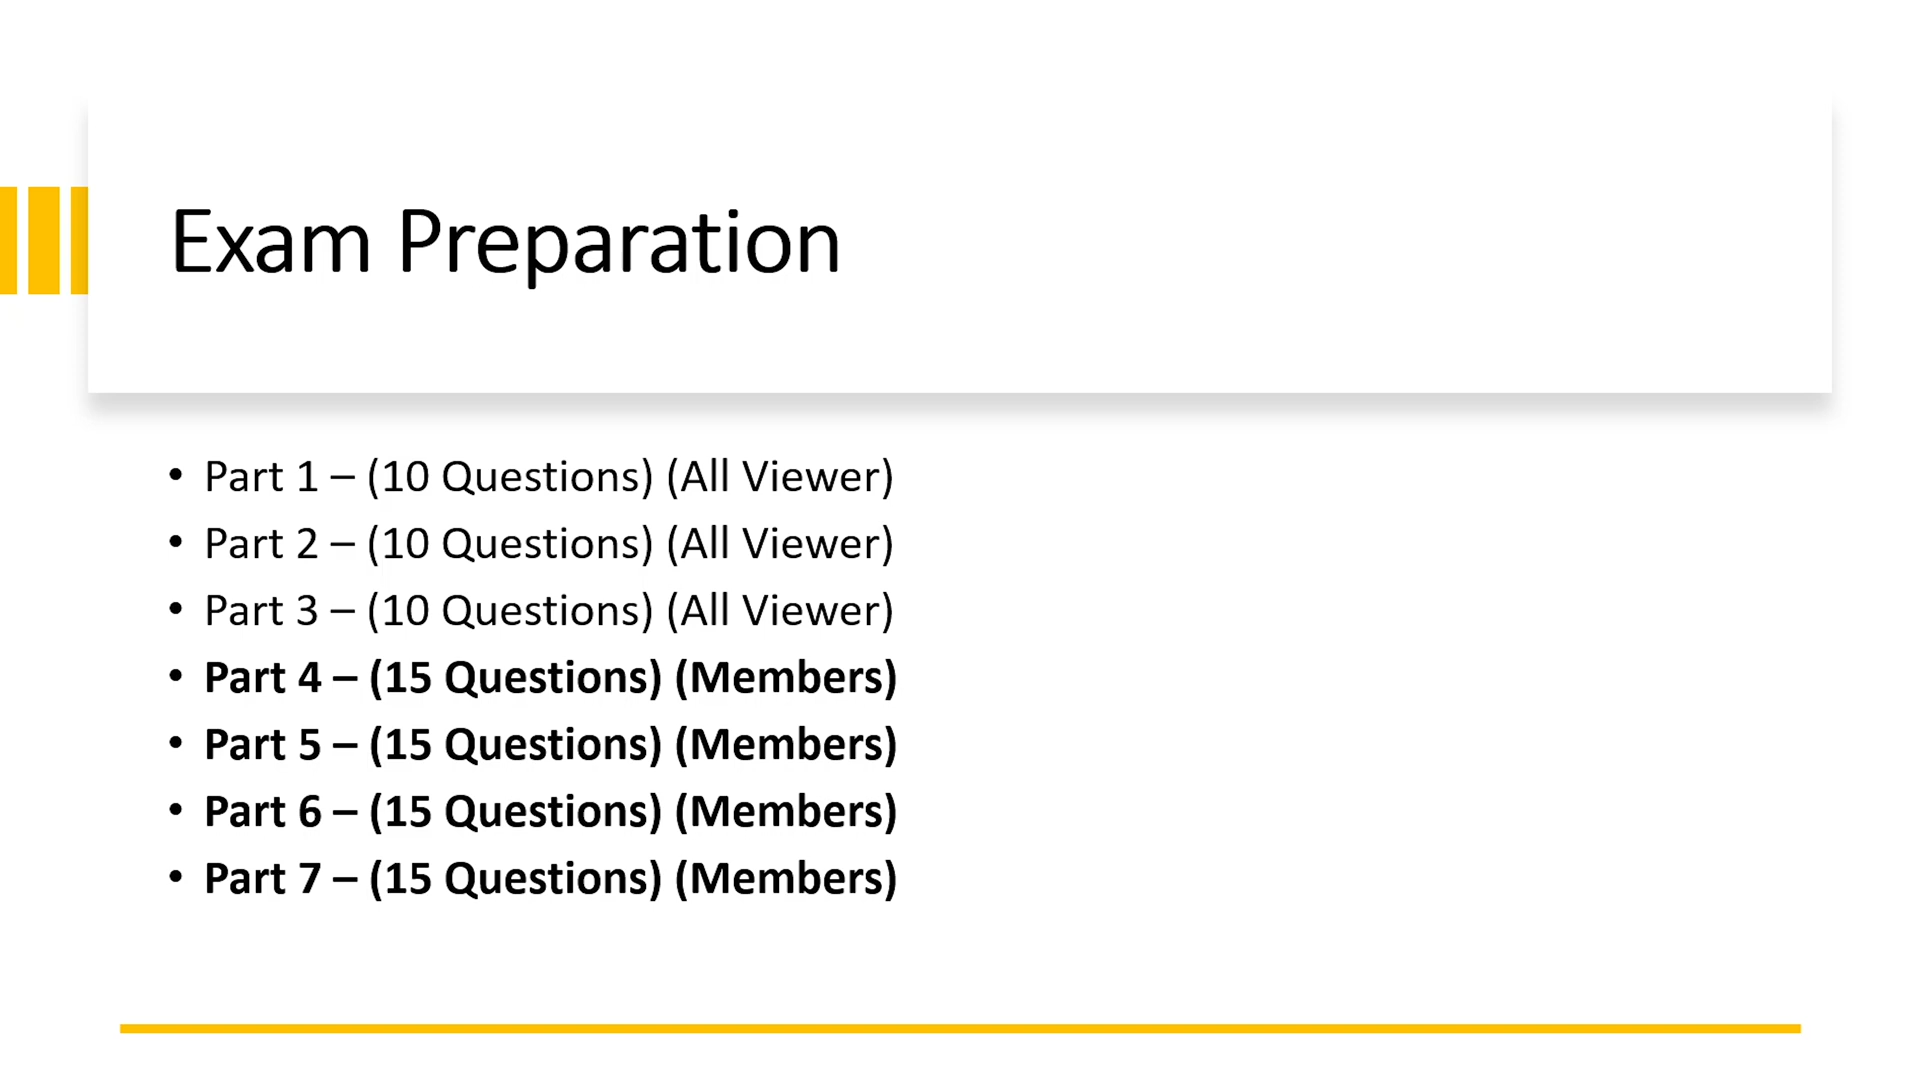 Exam Preparation
• Part 1 – (10 Questions) (All Viewer)
• Part 2 – (10 Questions) (All Viewer)
• Part 3 – (10 Questions) (All Viewer)
• Part 4 – (15 Questions) (Members)
• Part 5 – (15 Questions) (Members)
• Part 6 – (15 Questions) (Members)
• Part 7 – (15 Questions) (Members)